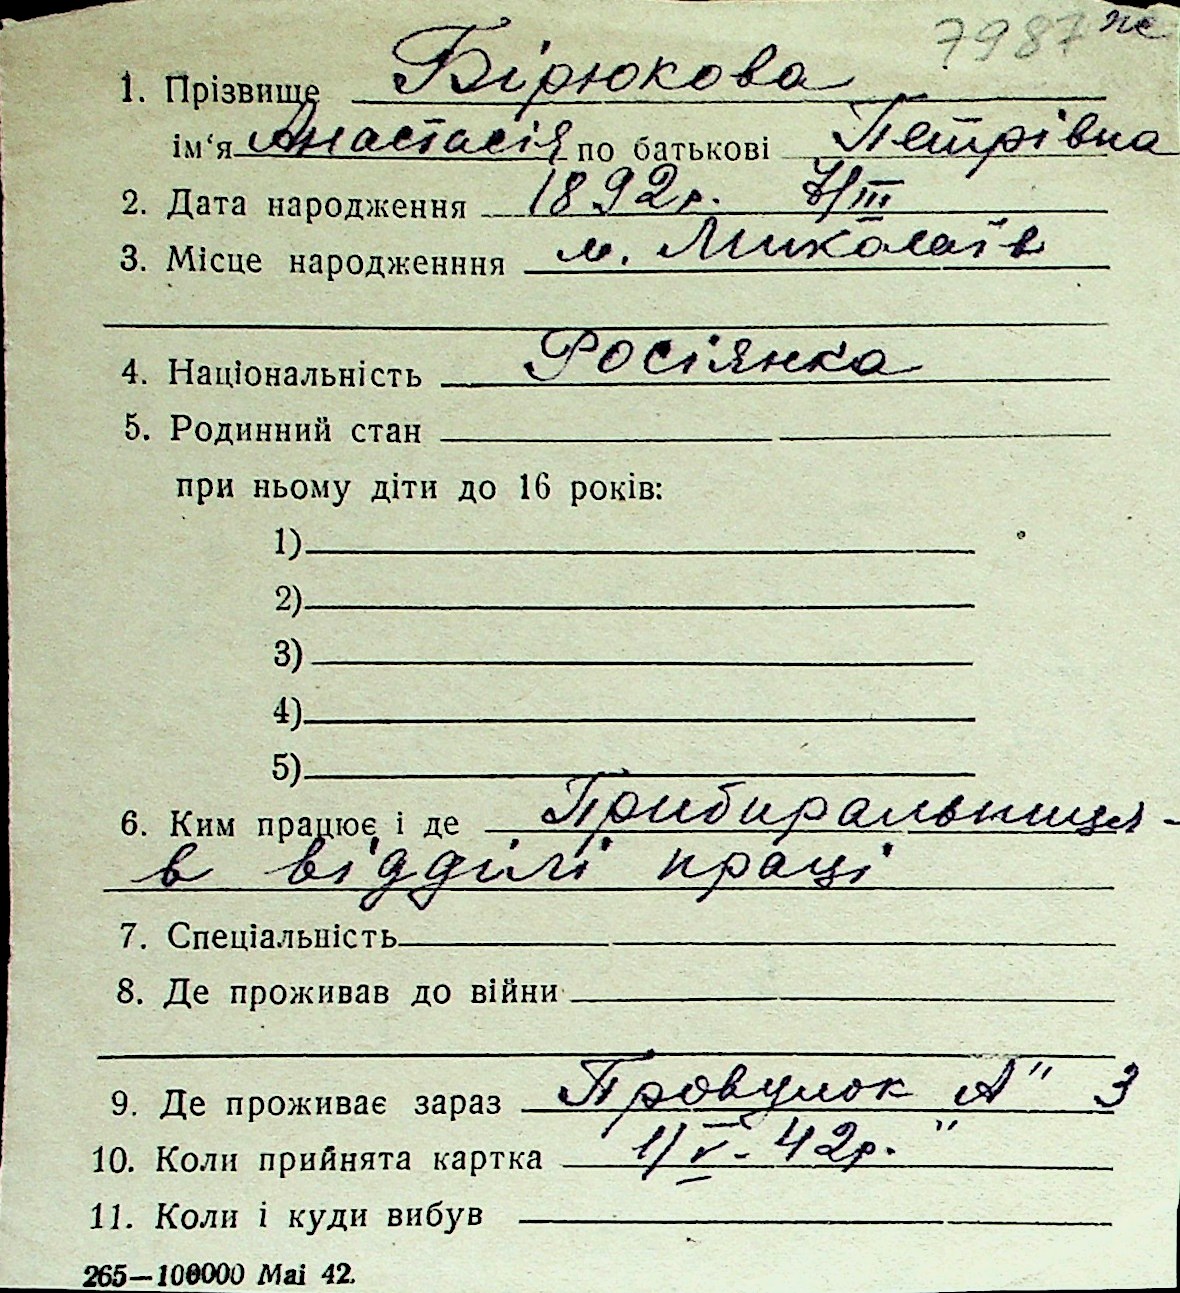 7987 ж
1. Прізвище Бірюкова
ім‘я Анастасія по батькові Петрівна
2. Дата народження 1892р. 7/III
3. Місце народженння м. Миколаїв
4. Національність Росіянка
5. Родинний стан
при ньому діти до 16 років:
1)
2)
3)
4)
5)
6. Ким працює і де Прибиральниця -
в відділі праці
7. Спеціальність
8. Де проживав до війни
9. Де проживає зараз Провулок „А" 3
10. Коли прийнята картка 1/V - 42р.
11. Коли і куди вибув
265—100000 Mai 42.